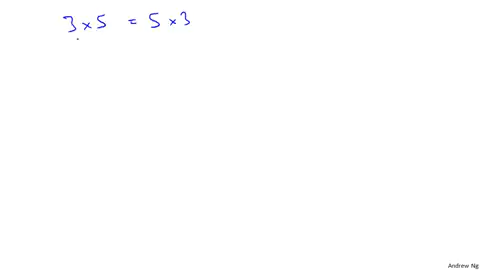 3 × 5 = 5 × 3
Andrew Ng